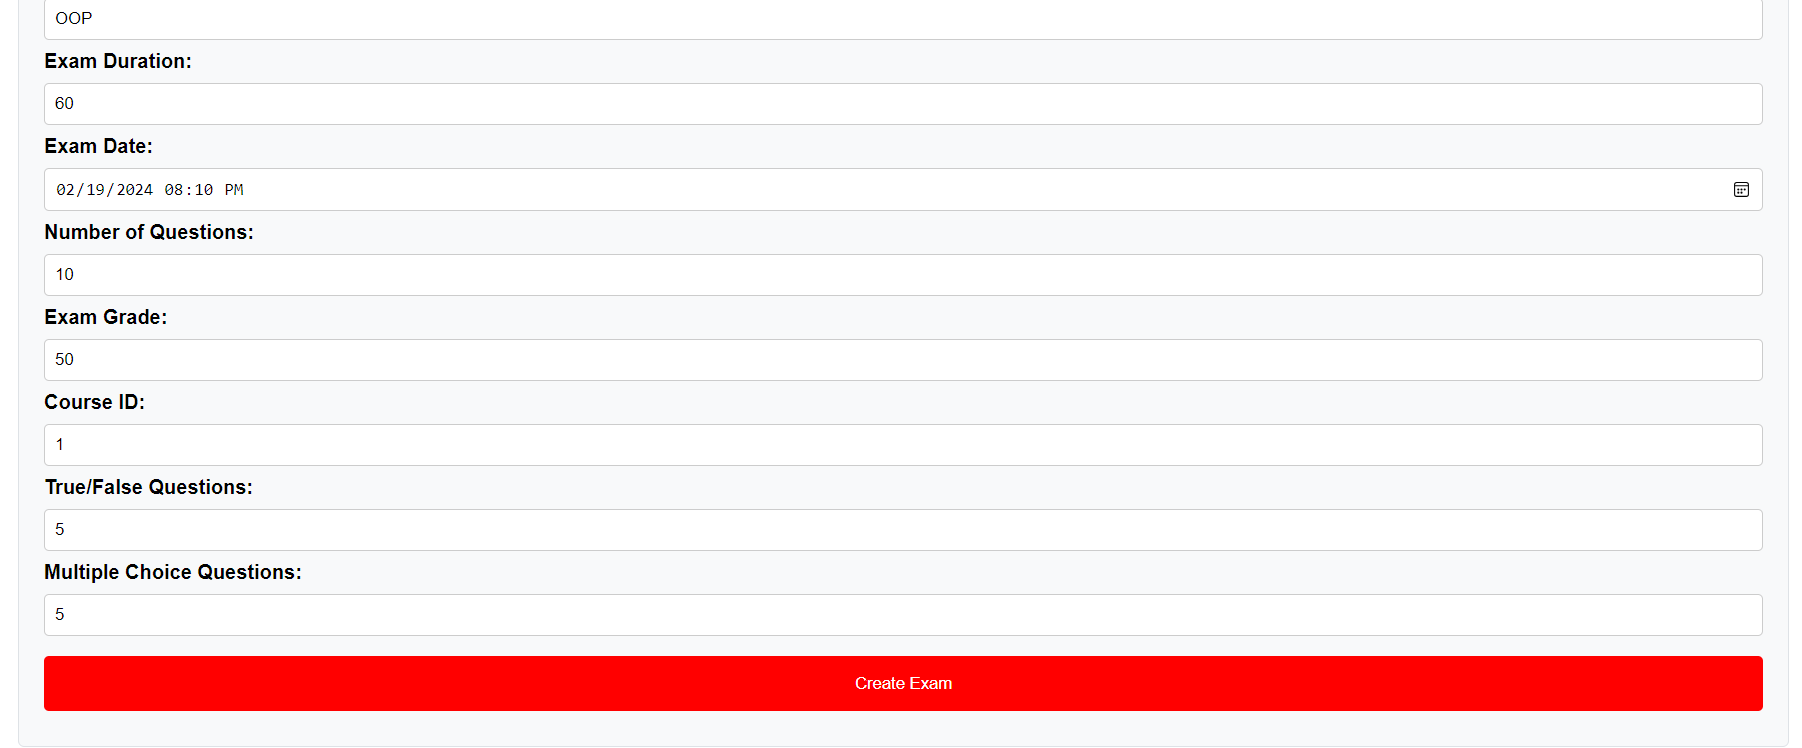 OOP
Exam Duration:
60
Exam Date:
02/19/2024 08:10 PM
Number of Questions:
10
Exam Grade:
50
Course ID:
1
True/False Questions:
5
Multiple Choice Questions:
5
Create Exam